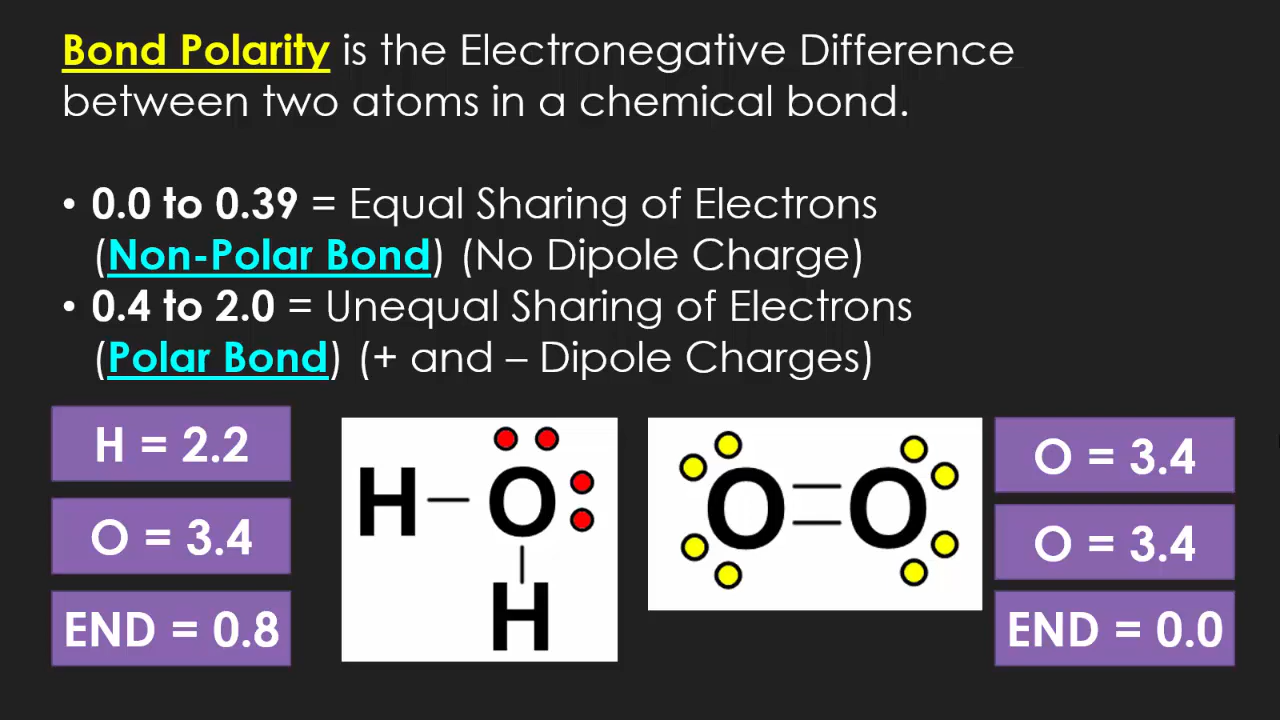 Bond Polarity is the Electronegative Difference
between two atoms in a chemical bond.
• 0.0 to 0.39 = Equal Sharing of Electrons
(Non-Polar Bond) (No Dipole Charge)
• 0.4 to 2.0 = Unequal Sharing of Electrons
(Polar Bond) (+ and – Dipole Charges)
H = 2.2
O = 3.4
END = 0.8
H – O
H
O = O
O = 3.4
O = 3.4
END = 0.0